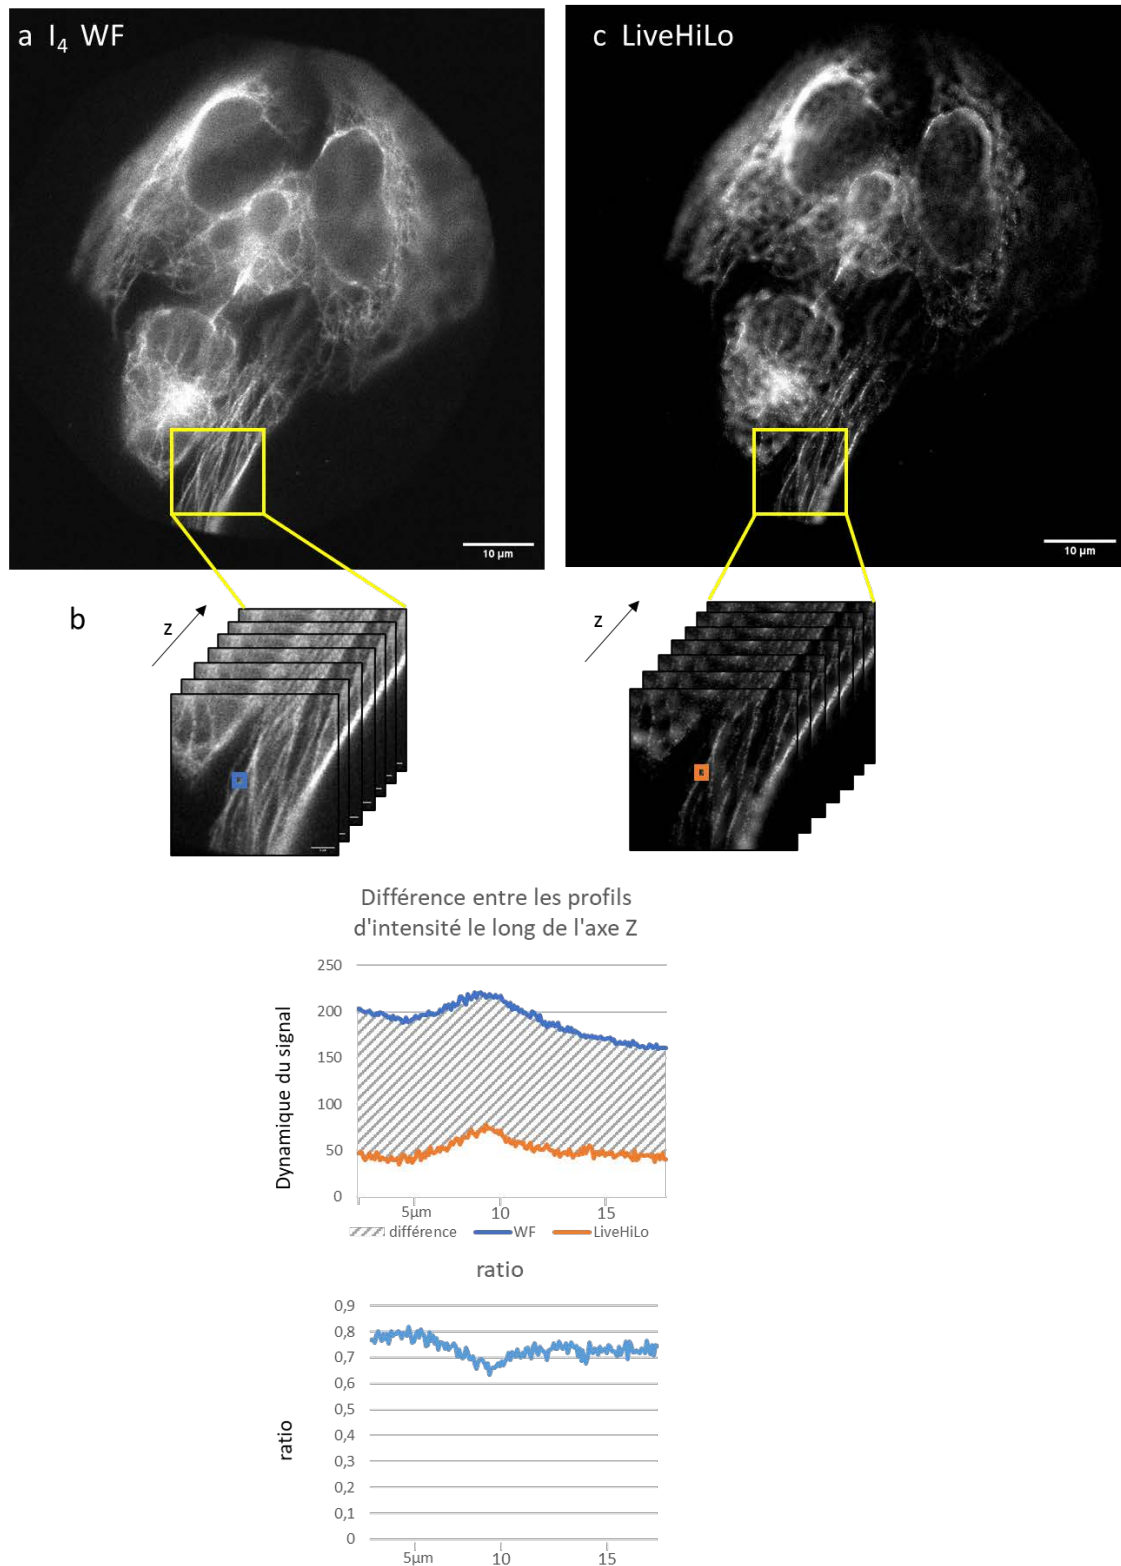 a I₄ WF
c LiveHiLo
10 µm
10 µm
b
z
z
Différence entre les profils
d'intensité le long de l'axe Z
Dynamique du signal
250
200
150
100
50
0
5µm
10
15
différence
WF
LiveHiLo
ratio
ratio
0,9
0,8
0,7
0,6
0,5
0,4
0,3
0,2
0,1
0
5µm
10
15